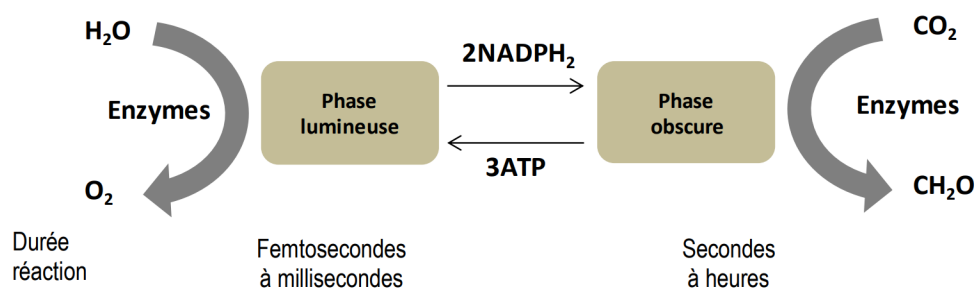 H₂O
Enzymes
O₂
Phase
lumineuse
2NADPH₂
3ATP
Phase
obscure
CO₂
Enzymes
CH₂O
Durée
réaction
Femtosecondes
à millisecondes
Secondes
à heures